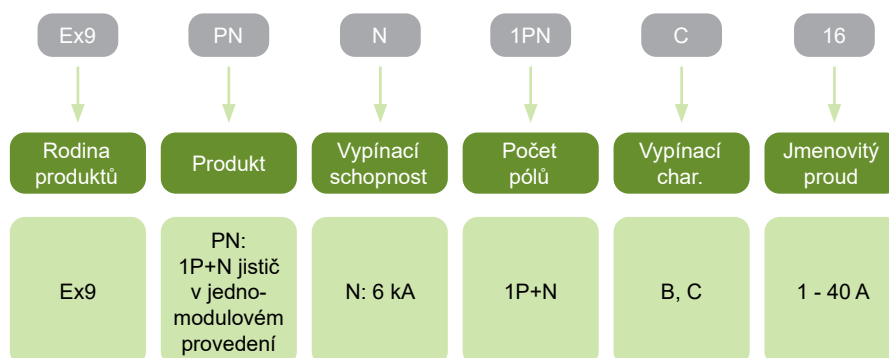 Ex9 PN N 1PN C 16
Rodina Produkt Vypínací Počet Vypínací Jmenovitý
produktů schopnost pólů char. proud
PN:
1P+N jistič
v jedno-
modulovém
provedení
Ex9 N: 6 kA 1P+N B, C 1 - 40 A